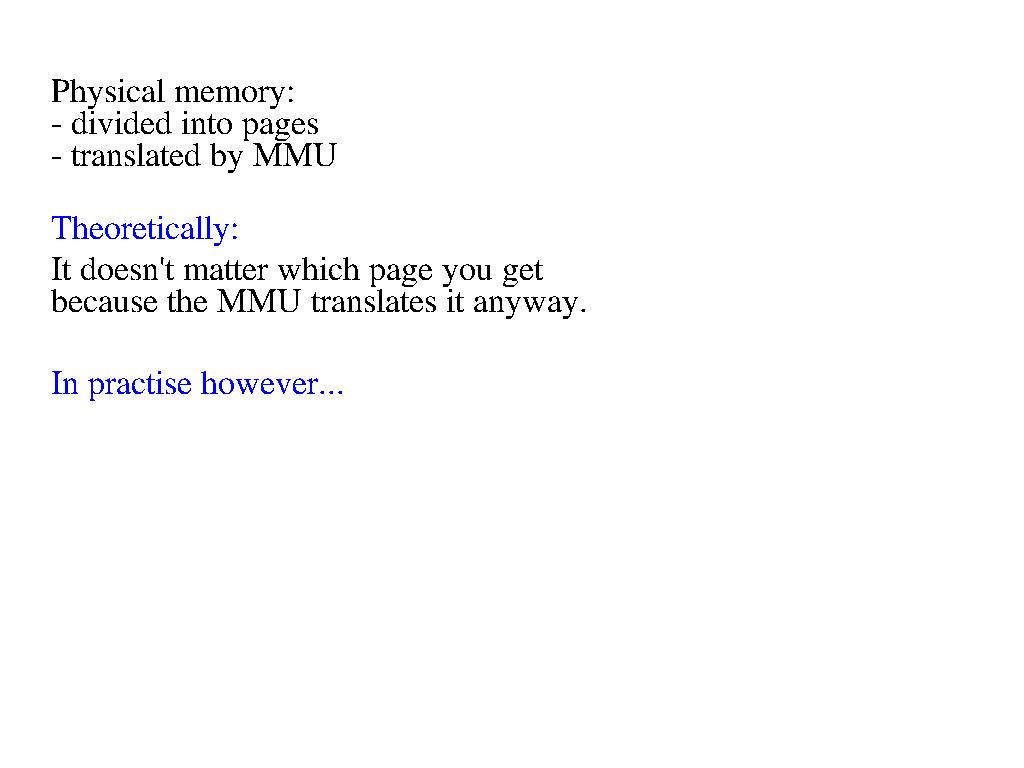 Physical memory:
- divided into pages
- translated by MMU
Theoretically:
It doesn't matter which page you get
because the MMU translates it anyway.
In practise however...